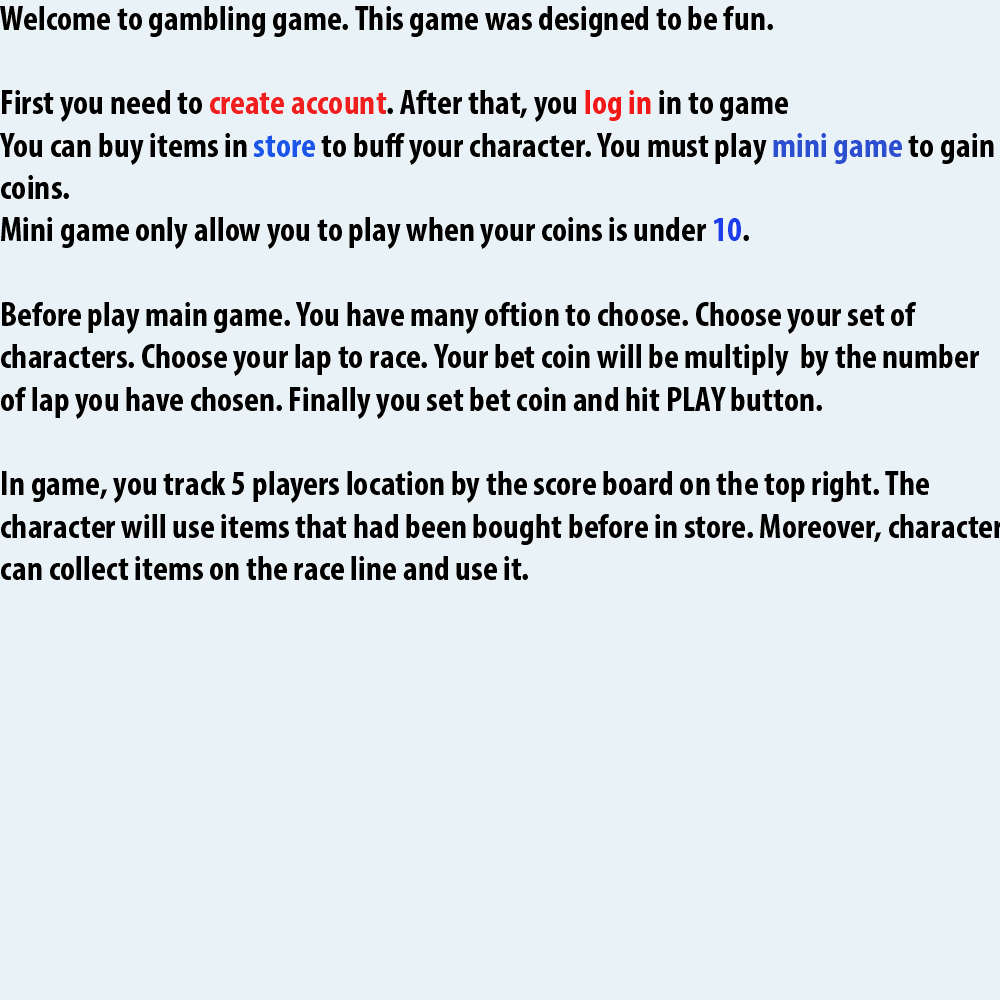 Welcome to gambling game. This game was designed to be fun.
First you need to create account. After that, you log in in to game
You can buy items in store to buff your character. You must play mini game to gain
coins.
Mini game only allow you to play when your coins is under 10.
Before play main game. You have many oftion to choose. Choose your set of
characters. Choose your lap to race. Your bet coin will be multiply  by the number
of lap you have chosen. Finally you set bet coin and hit PLAY button.
In game, you track 5 players location by the score board on the top right. The
character will use items that had been bought before in store. Moreover, character
can collect items on the race line and use it.